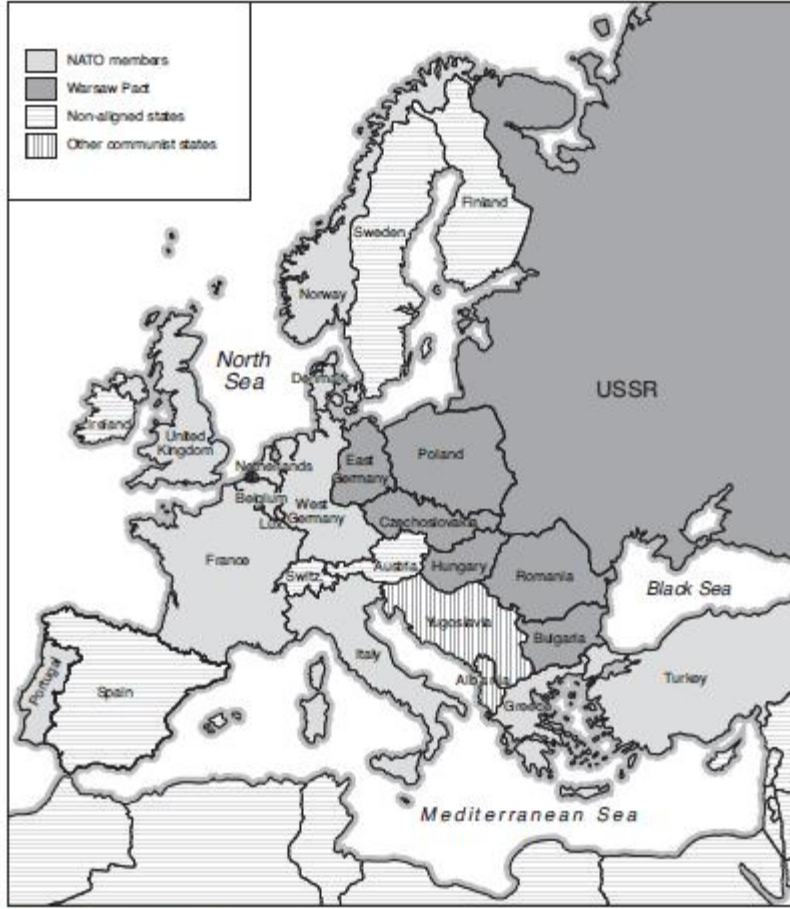 NATO members
Warsaw Pact
Non-aligned states
Other communist states
Finland
Sweden
Norway
North
Sea
Denmark
USSR
Ireland
United
Kingdom
Netherlands
East
Germany
Poland
Belgium
West
Germany
Lux.
Czechoslovakia
France
Switz.
Austria
Hungary
Romania
Black Sea
Yugoslavia
Bulgaria
Italy
Portugal
Spain
Albania
Greece
Turkey
Mediterranean Sea